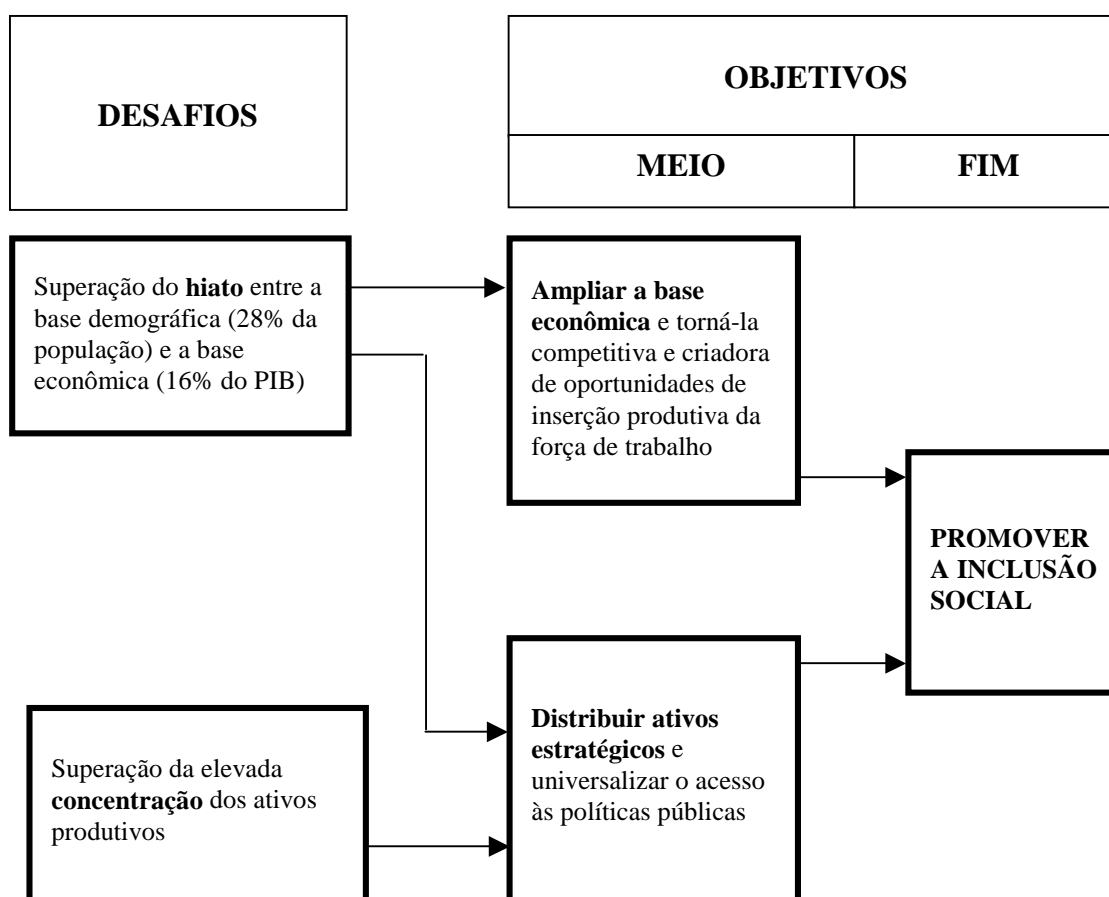 DESAFIOS
OBJETIVOS
MEIO
FIM
Superação do hiato entre a
base demográfica (28% da
população) e a base
econômica (16% do PIB)
Ampliar a base
econômica e torná-la
competitiva e criadora
de oportunidades de
inserção produtiva da
força de trabalho
PROMOVER
A INCLUSÃO
SOCIAL
Superação da elevada
concentração dos ativos
produtivos
Distribuir ativos
estratégicos e
universalizar o acesso
às políticas públicas